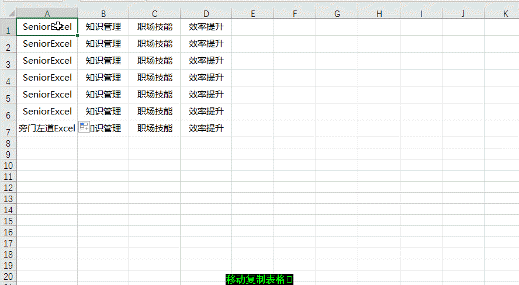 A B C D E F G H I J K
1 SeniorExcel 知识管理 职场技能 效率提升
2 SeniorExcel 知识管理 职场技能 效率提升
3 SeniorExcel 知识管理 职场技能 效率提升
4 SeniorExcel 知识管理 职场技能 效率提升
5 SeniorExcel 知识管理 职场技能 效率提升
6 SeniorExcel 知识管理 职场技能 效率提升
7 旁门左道Excel 知识管理 职场技能 效率提升
8
9
10
11
12
13
14
15
16
17
18
19
20
移动复制表格